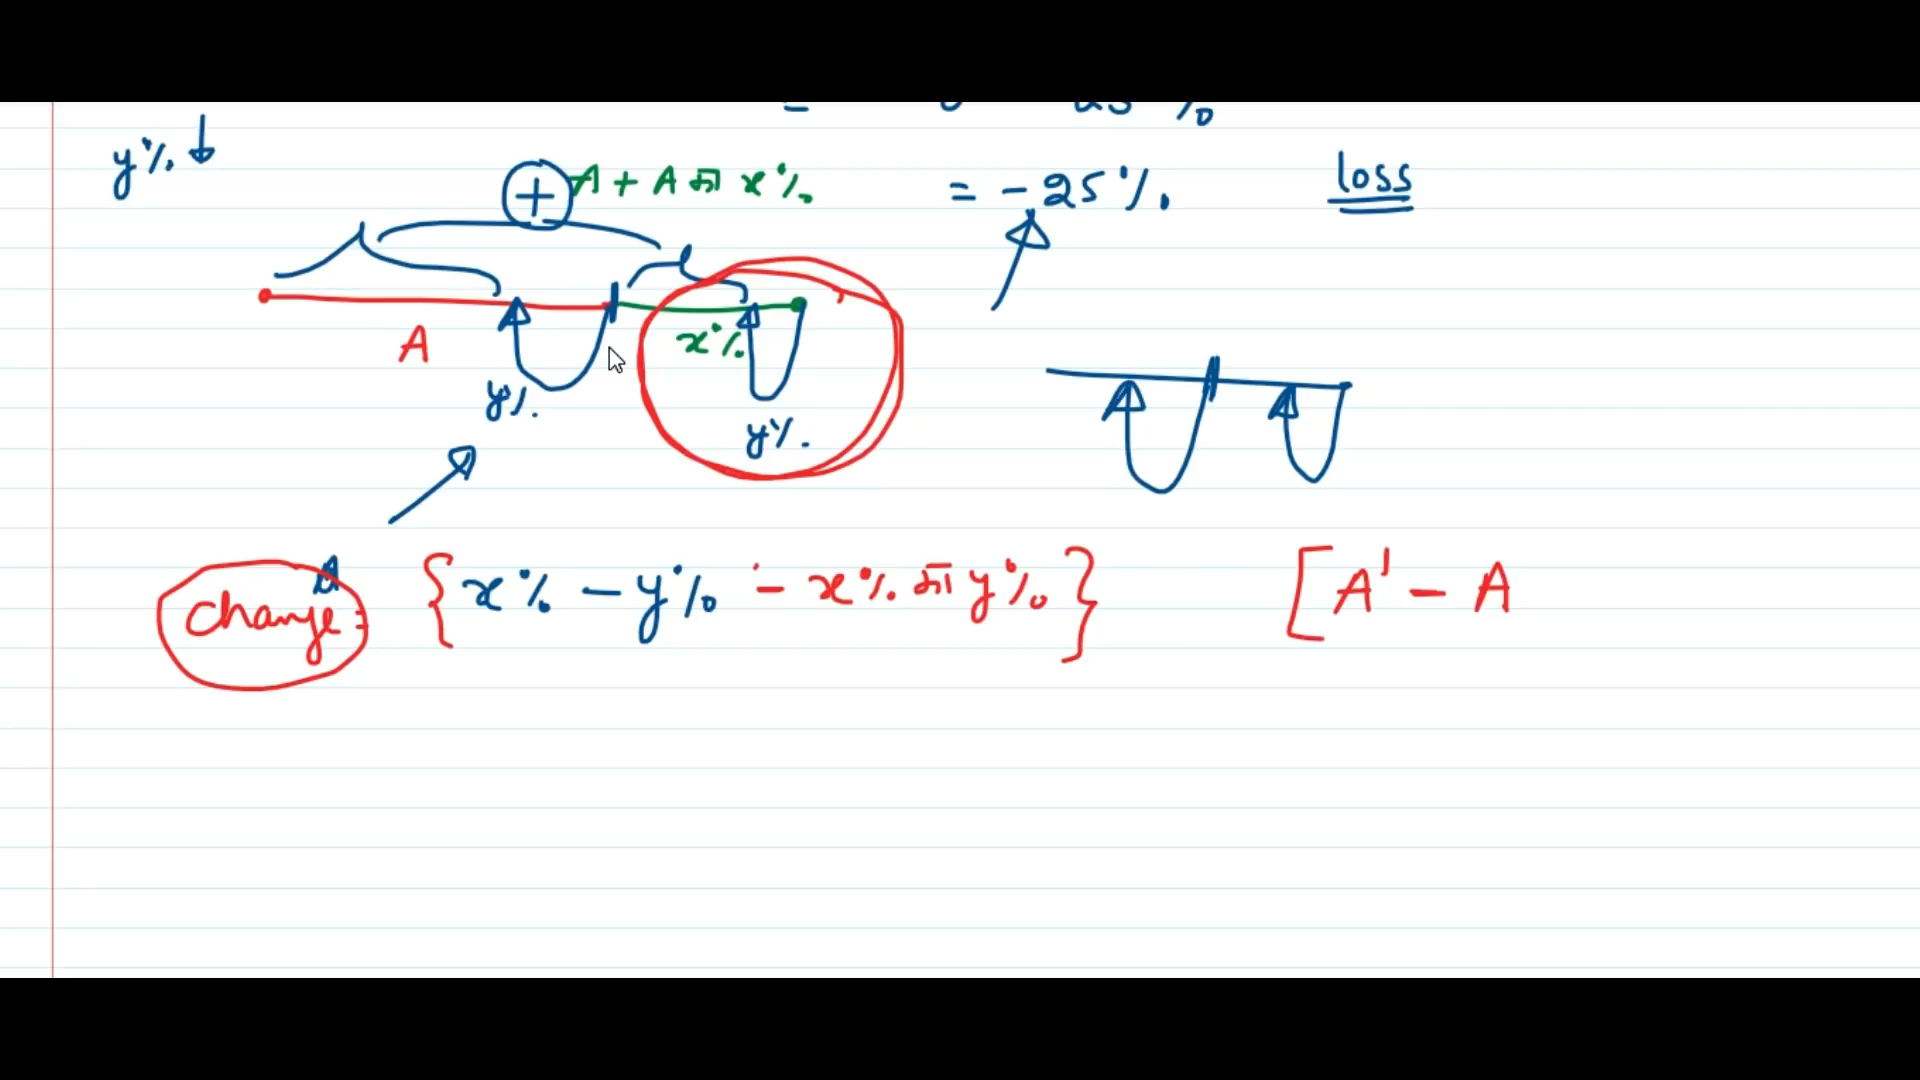 y% ↓
A + A का x%
= -25%
loss
A
x%
y%
y%
change = { x% - y% - x% का y% }
[ A' - A